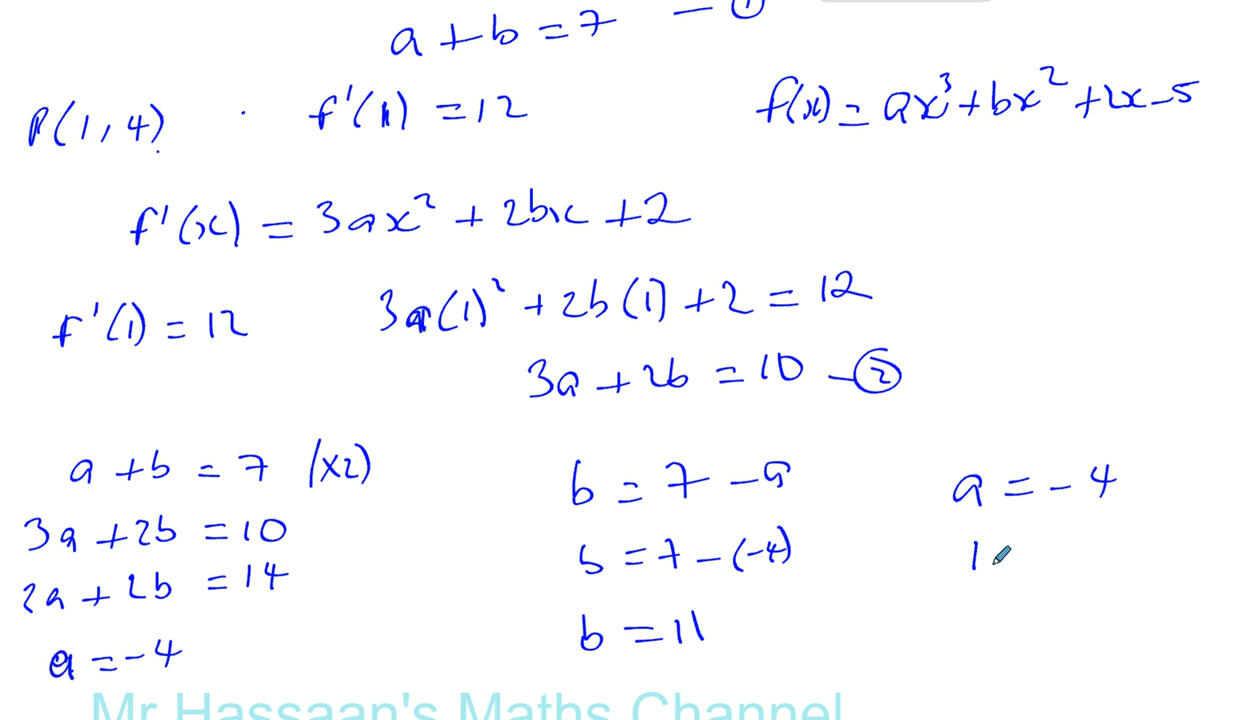 a + b = 7 — ①
P(1, 4) . f'(1) = 12 f(x) = ax³ + bx² + 2x - 5
f'(x) = 3ax² + 2bx + 2
f'(1) = 12 3a(1)² + 2b(1) + 2 = 12
3a + 2b = 10 - ②
a + b = 7 (x2)
3a + 2b = 10
2a + 2b = 14
a = -4
b = 7 - a
b = 7 - (-4)
b = 11
a = - 4
Mr Hassaan's Maths Channel